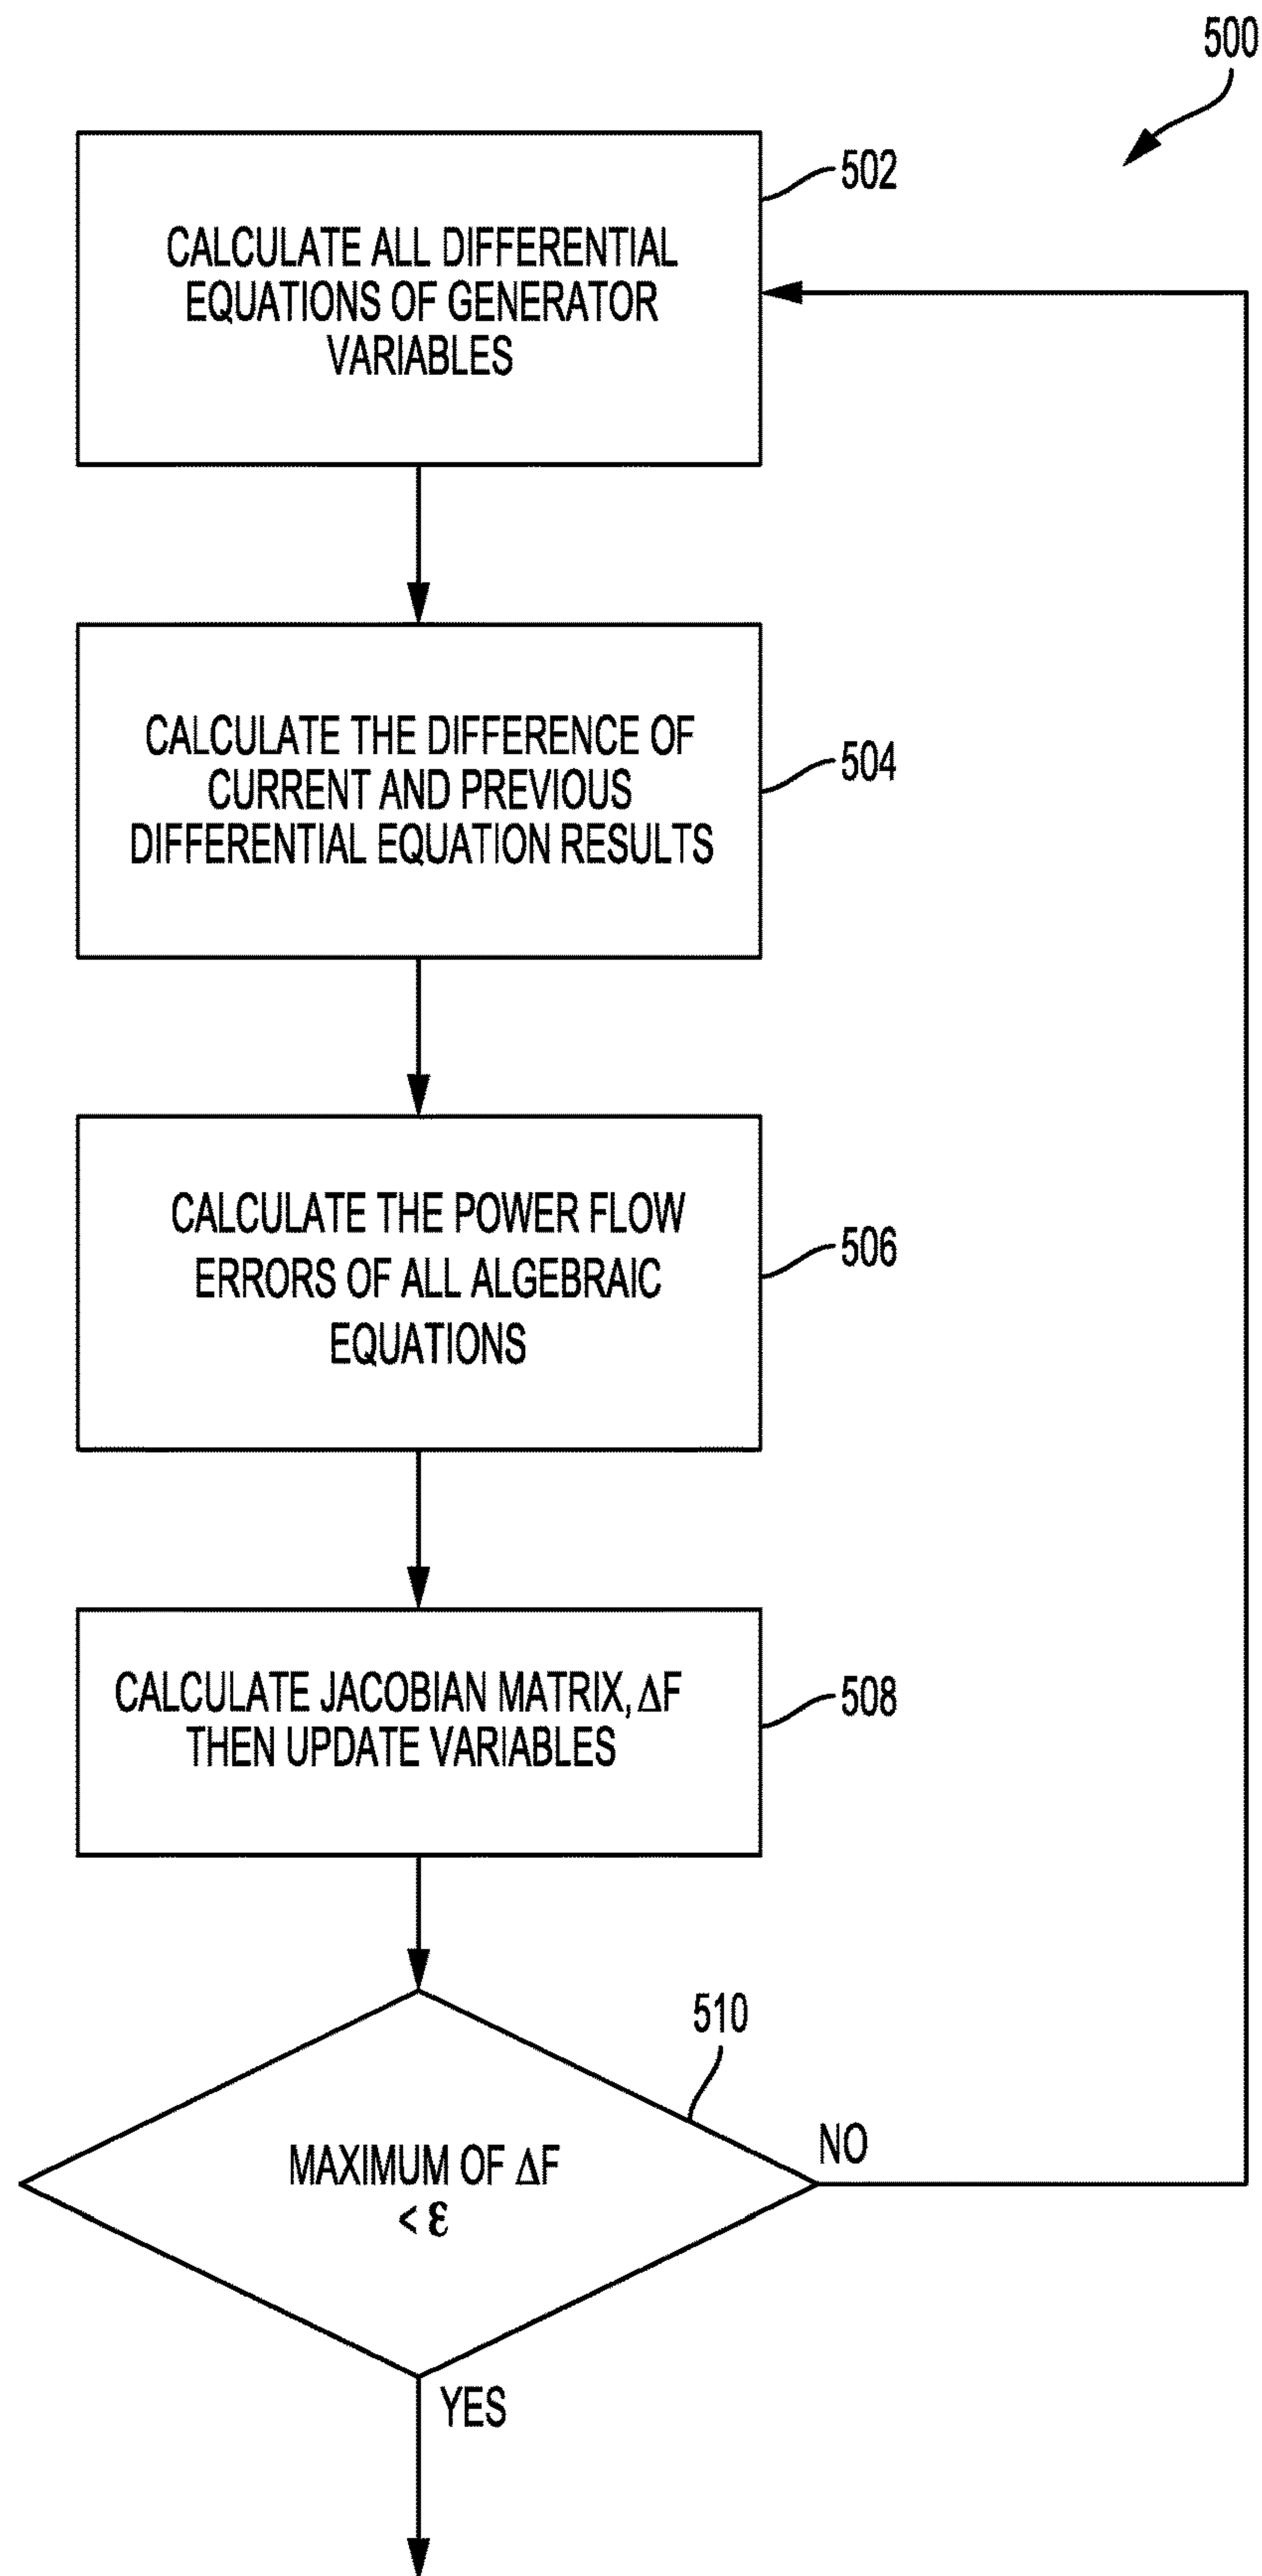 500
502
CALCULATE ALL DIFFERENTIAL
EQUATIONS OF GENERATOR
VARIABLES
CALCULATE THE DIFFERENCE OF
CURRENT AND PREVIOUS
DIFFERENTIAL EQUATION RESULTS
504
CALCULATE THE POWER FLOW
ERRORS OF ALL ALGEBRAIC
EQUATIONS
506
CALCULATE JACOBIAN MATRIX, ΔF
THEN UPDATE VARIABLES
508
510
MAXIMUM OF ΔF
< ε
NO
YES